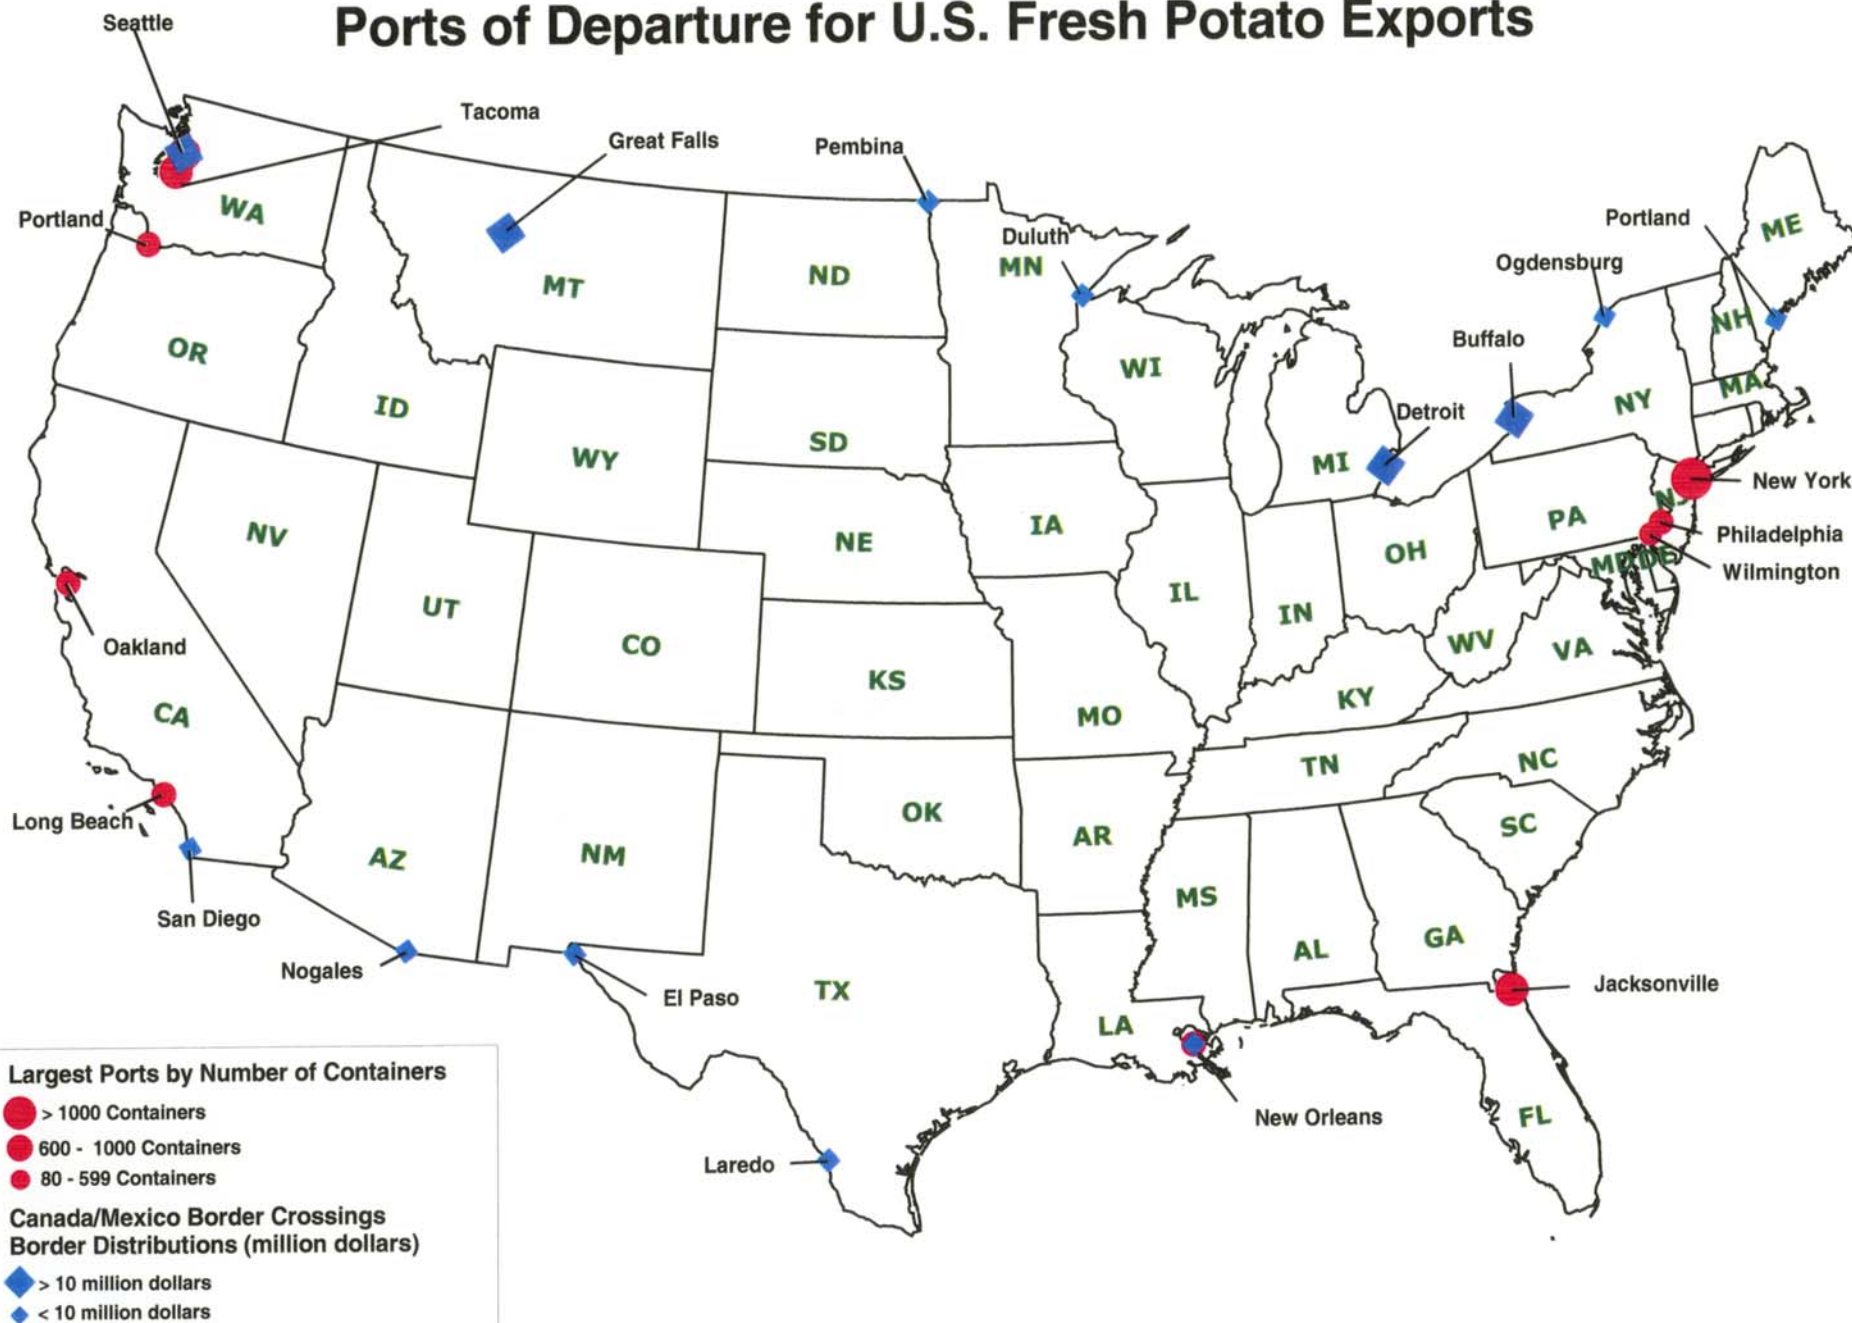 Ports of Departure for U.S. Fresh Potato Exports
Seattle
Tacoma
Great Falls
Pembina
Portland
WA
MT
ND
Duluth
MN
Portland
ME
Ogdensburg
NH
Buffalo
OR
ID
WY
SD
WI
Detroit
MI
NY
MA
New York
NJ
NV
NE
IA
PA
Philadelphia
OH
MD
DE
Wilmington
UT
CO
IL
IN
Oakland
KS
WV
VA
CA
MO
KY
TN
NC
Long Beach
OK
AR
SC
AZ
NM
MS
San Diego
AL
GA
Nogales
El Paso
TX
Jacksonville
LA
New Orleans
FL
Laredo
Largest Ports by Number of Containers
> 1000 Containers
600 - 1000 Containers
80 - 599 Containers
Canada/Mexico Border Crossings
Border Distributions (million dollars)
> 10 million dollars
< 10 million dollars